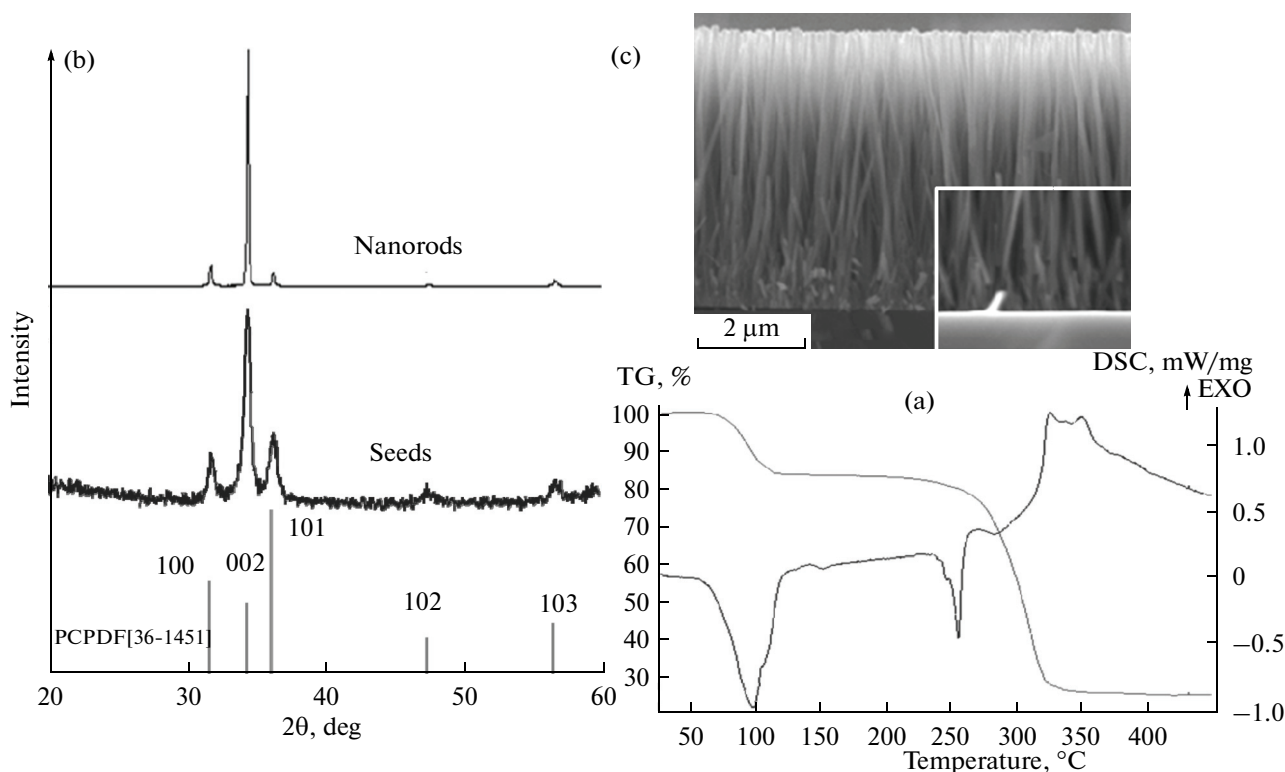 (b)
Nanorods
Seeds
Intensity
100
002
101
102
103
PCPDF[36-1451]
20
30
40
50
60
2θ, deg
(c)
2 μm
(a)
TG, %
DSC, mW/mg
EXO
100
90
80
70
60
50
40
30
1.0
0.5
0
−0.5
−1.0
50 100 150 200 250 300 350 400
Temperature, °C